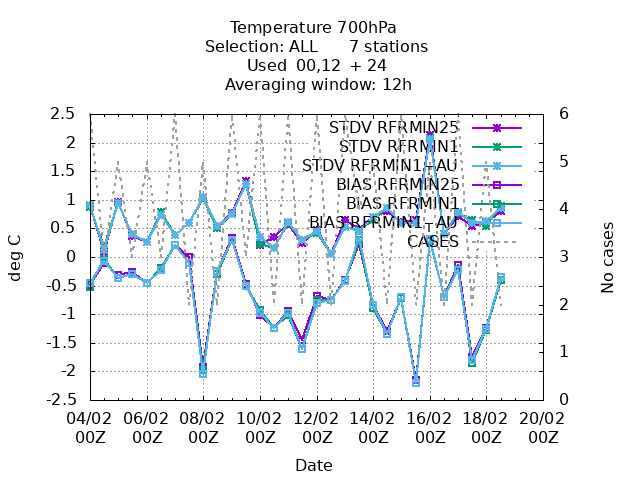 Temperature 700hPa
Selection: ALL 7 stations
Used 00,12 + 24
Averaging window: 12h
deg C
2.5
2
1.5
1
0.5
0
-0.5
-1
-1.5
-2
-2.5
STDV RFRMIN25
STDV RFRMIN1
STDV RFRMIN1-AU
BIAS RFRMIN25
BIAS RFRMIN1
BIAS RFRMIN1-AU
CASES
6
5
4
3
2
1
0
No cases
04/02 06/02 08/02 10/02 12/02 14/02 16/02 18/02 20/02
00Z 00Z 00Z 00Z 00Z 00Z 00Z 00Z 00Z
Date